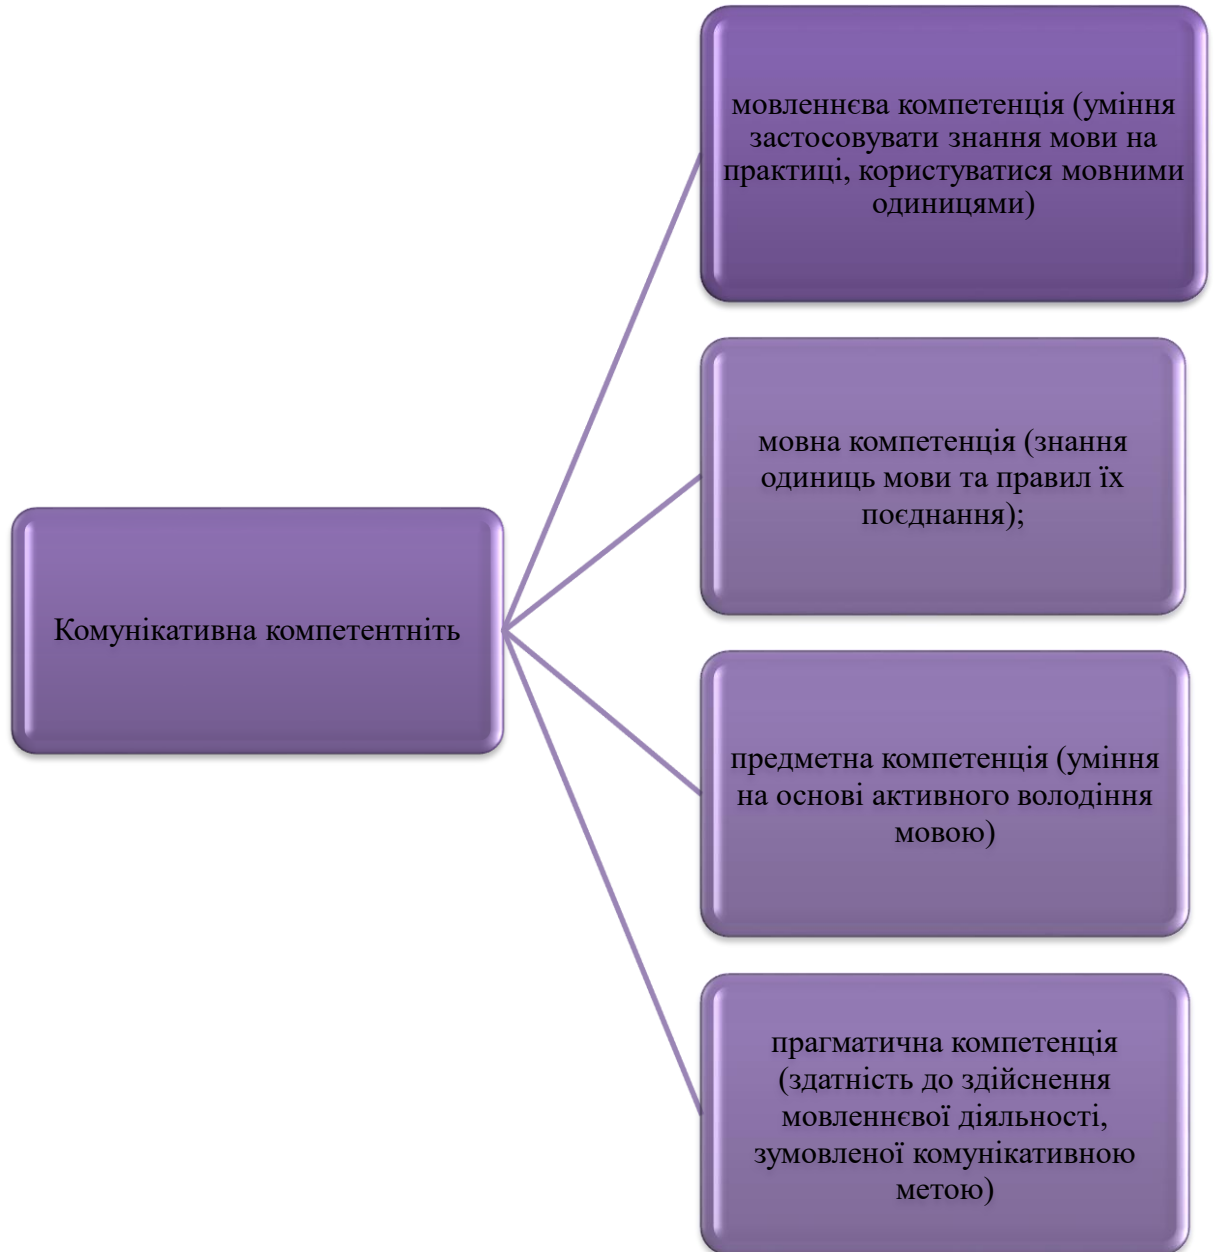 мовленнєва компетенція (уміння
застосовувати знання мови на
практиці, користуватися мовними
одиницями)
мовна компетенція (знання
одиниць мови та правил їх
поєднання);
Комунікативна компетентніть
предметна компетенція (уміння
на основі активного володіння
мовою)
прагматична компетенція
(здатність до здійснення
мовленнєвої діяльності,
зумовленої комунікативною
метою)